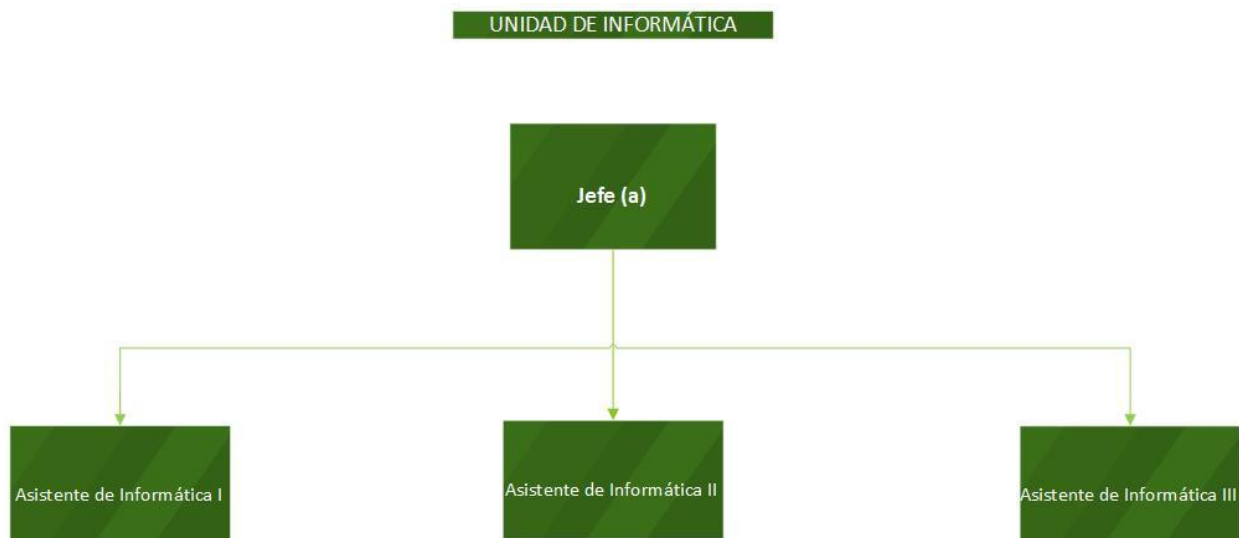 UNIDAD DE INFORMÁTICA
Jefe (a)
Asistente de Informática I
Asistente de Informática II
Asistente de Informática III